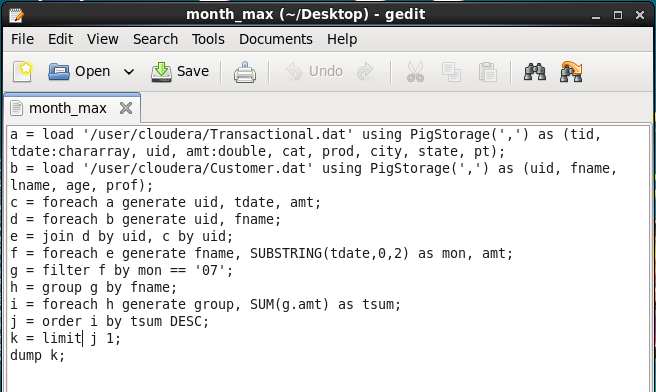 month_max (~/Desktop) - gedit
File Edit View Search Tools Documents Help
Open Save Undo
month_max
a = load '/user/cloudera/Transactional.dat' using PigStorage(',') as (tid,
tdate:chararray, uid, amt:double, cat, prod, city, state, pt);
b = load '/user/cloudera/Customer.dat' using PigStorage(',') as (uid, fname,
lname, age, prof);
c = foreach a generate uid, tdate, amt;
d = foreach b generate uid, fname;
e = join d by uid, c by uid;
f = foreach e generate fname, SUBSTRING(tdate,0,2) as mon, amt;
g = filter f by mon == '07';
h = group g by fname;
i = foreach h generate group, SUM(g.amt) as tsum;
j = order i by tsum DESC;
k = limit j 1;
dump k;